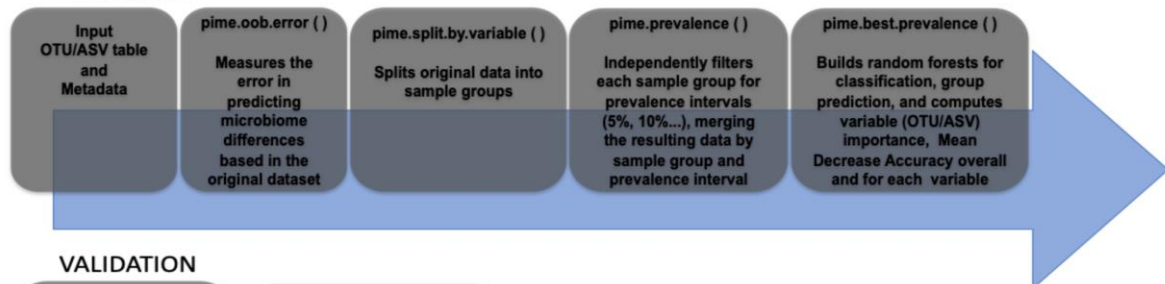 Input
OTU/ASV table
and
Metadata
pime.oob.error ( )
Measures the
error in
predicting
microbiome
differences
based in the
original dataset
pime.split.by.variable ( )
Splits original data into
sample groups
pime.prevalence ( )
Independently filters
each sample group for
prevalence intervals
(5%, 10%...), merging
the resulting data by
sample group and
prevalence interval
pime.best.prevalence ( )
Builds random forests for
classification, group
prediction, and computes
variable (OTU/ASV)
importance, Mean
Decrease Accuracy overall
and for each variable
VALIDATION